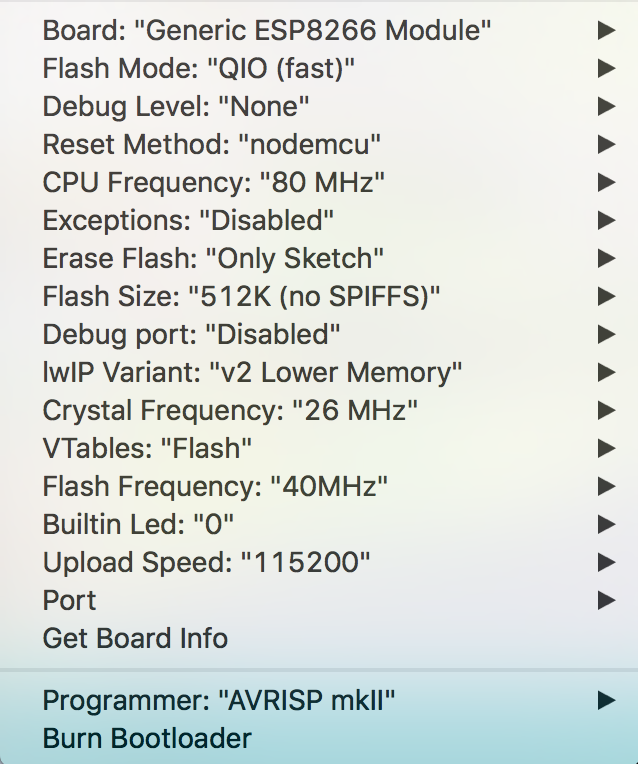 Board: "Generic ESP8266 Module"
Flash Mode: "QIO (fast)"
Debug Level: "None"
Reset Method: "nodemcu"
CPU Frequency: "80 MHz"
Exceptions: "Disabled"
Erase Flash: "Only Sketch"
Flash Size: "512K (no SPIFFS)"
Debug port: "Disabled"
lwIP Variant: "v2 Lower Memory"
Crystal Frequency: "26 MHz"
VTables: "Flash"
Flash Frequency: "40MHz"
Builtin Led: "0"
Upload Speed: "115200"
Port
Get Board Info
Programmer: "AVRISP mkII"
Burn Bootloader